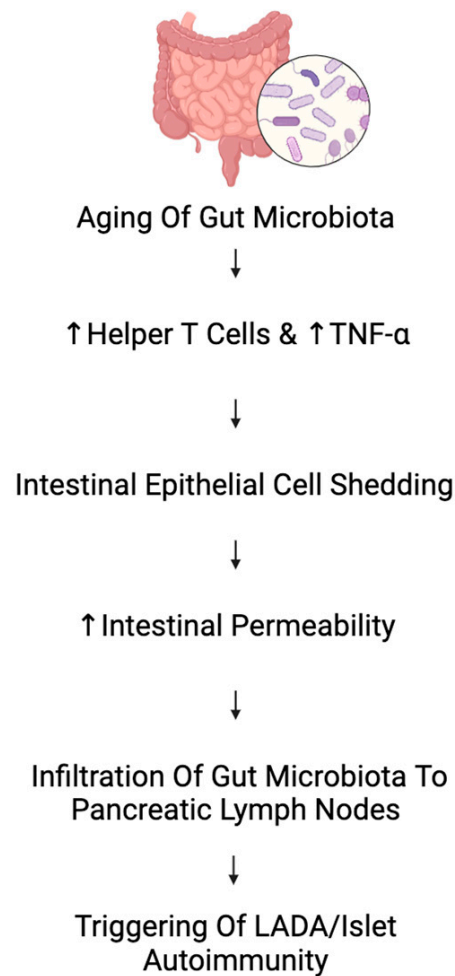 Aging Of Gut Microbiota
↓
↑Helper T Cells & ↑TNF-α
↓
Intestinal Epithelial Cell Shedding
↓
↑Intestinal Permeability
↓
Infiltration Of Gut Microbiota To
Pancreatic Lymph Nodes
↓
Triggering Of LADA/Islet
Autoimmunity